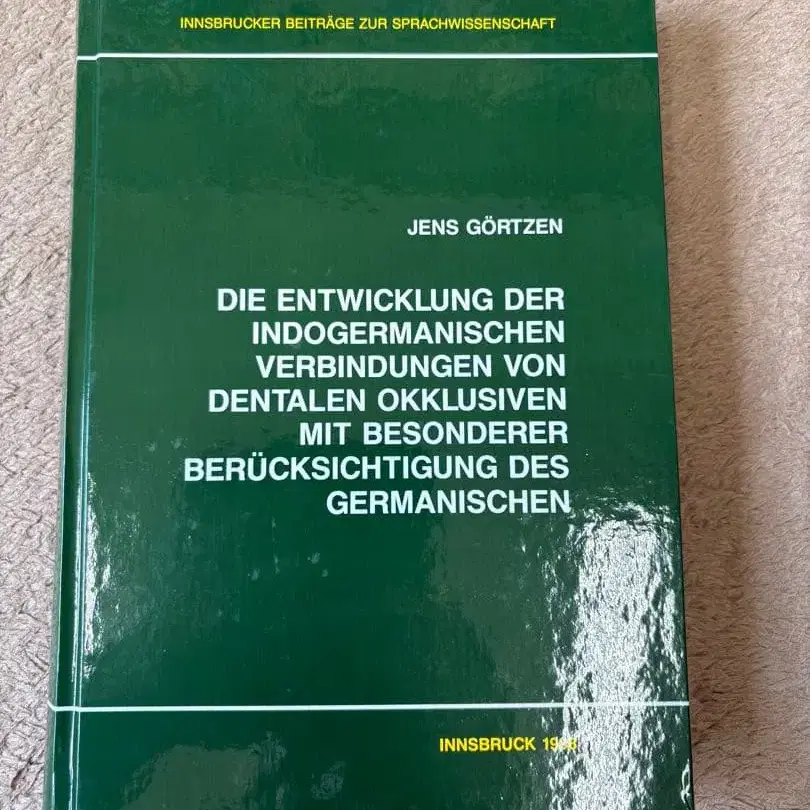 INNSBRUCKER BEITRÄGE ZUR SPRACHWISSENSCHAFT
JENS GÖRTZEN
DIE ENTWICKLUNG DER
INDOGERMANISCHEN
VERBINDUNGEN VON
DENTALEN OKKLUSIVEN
MIT BESONDERER
BERÜCKSICHTIGUNG DES
GERMANISCHEN
INNSBRUCK